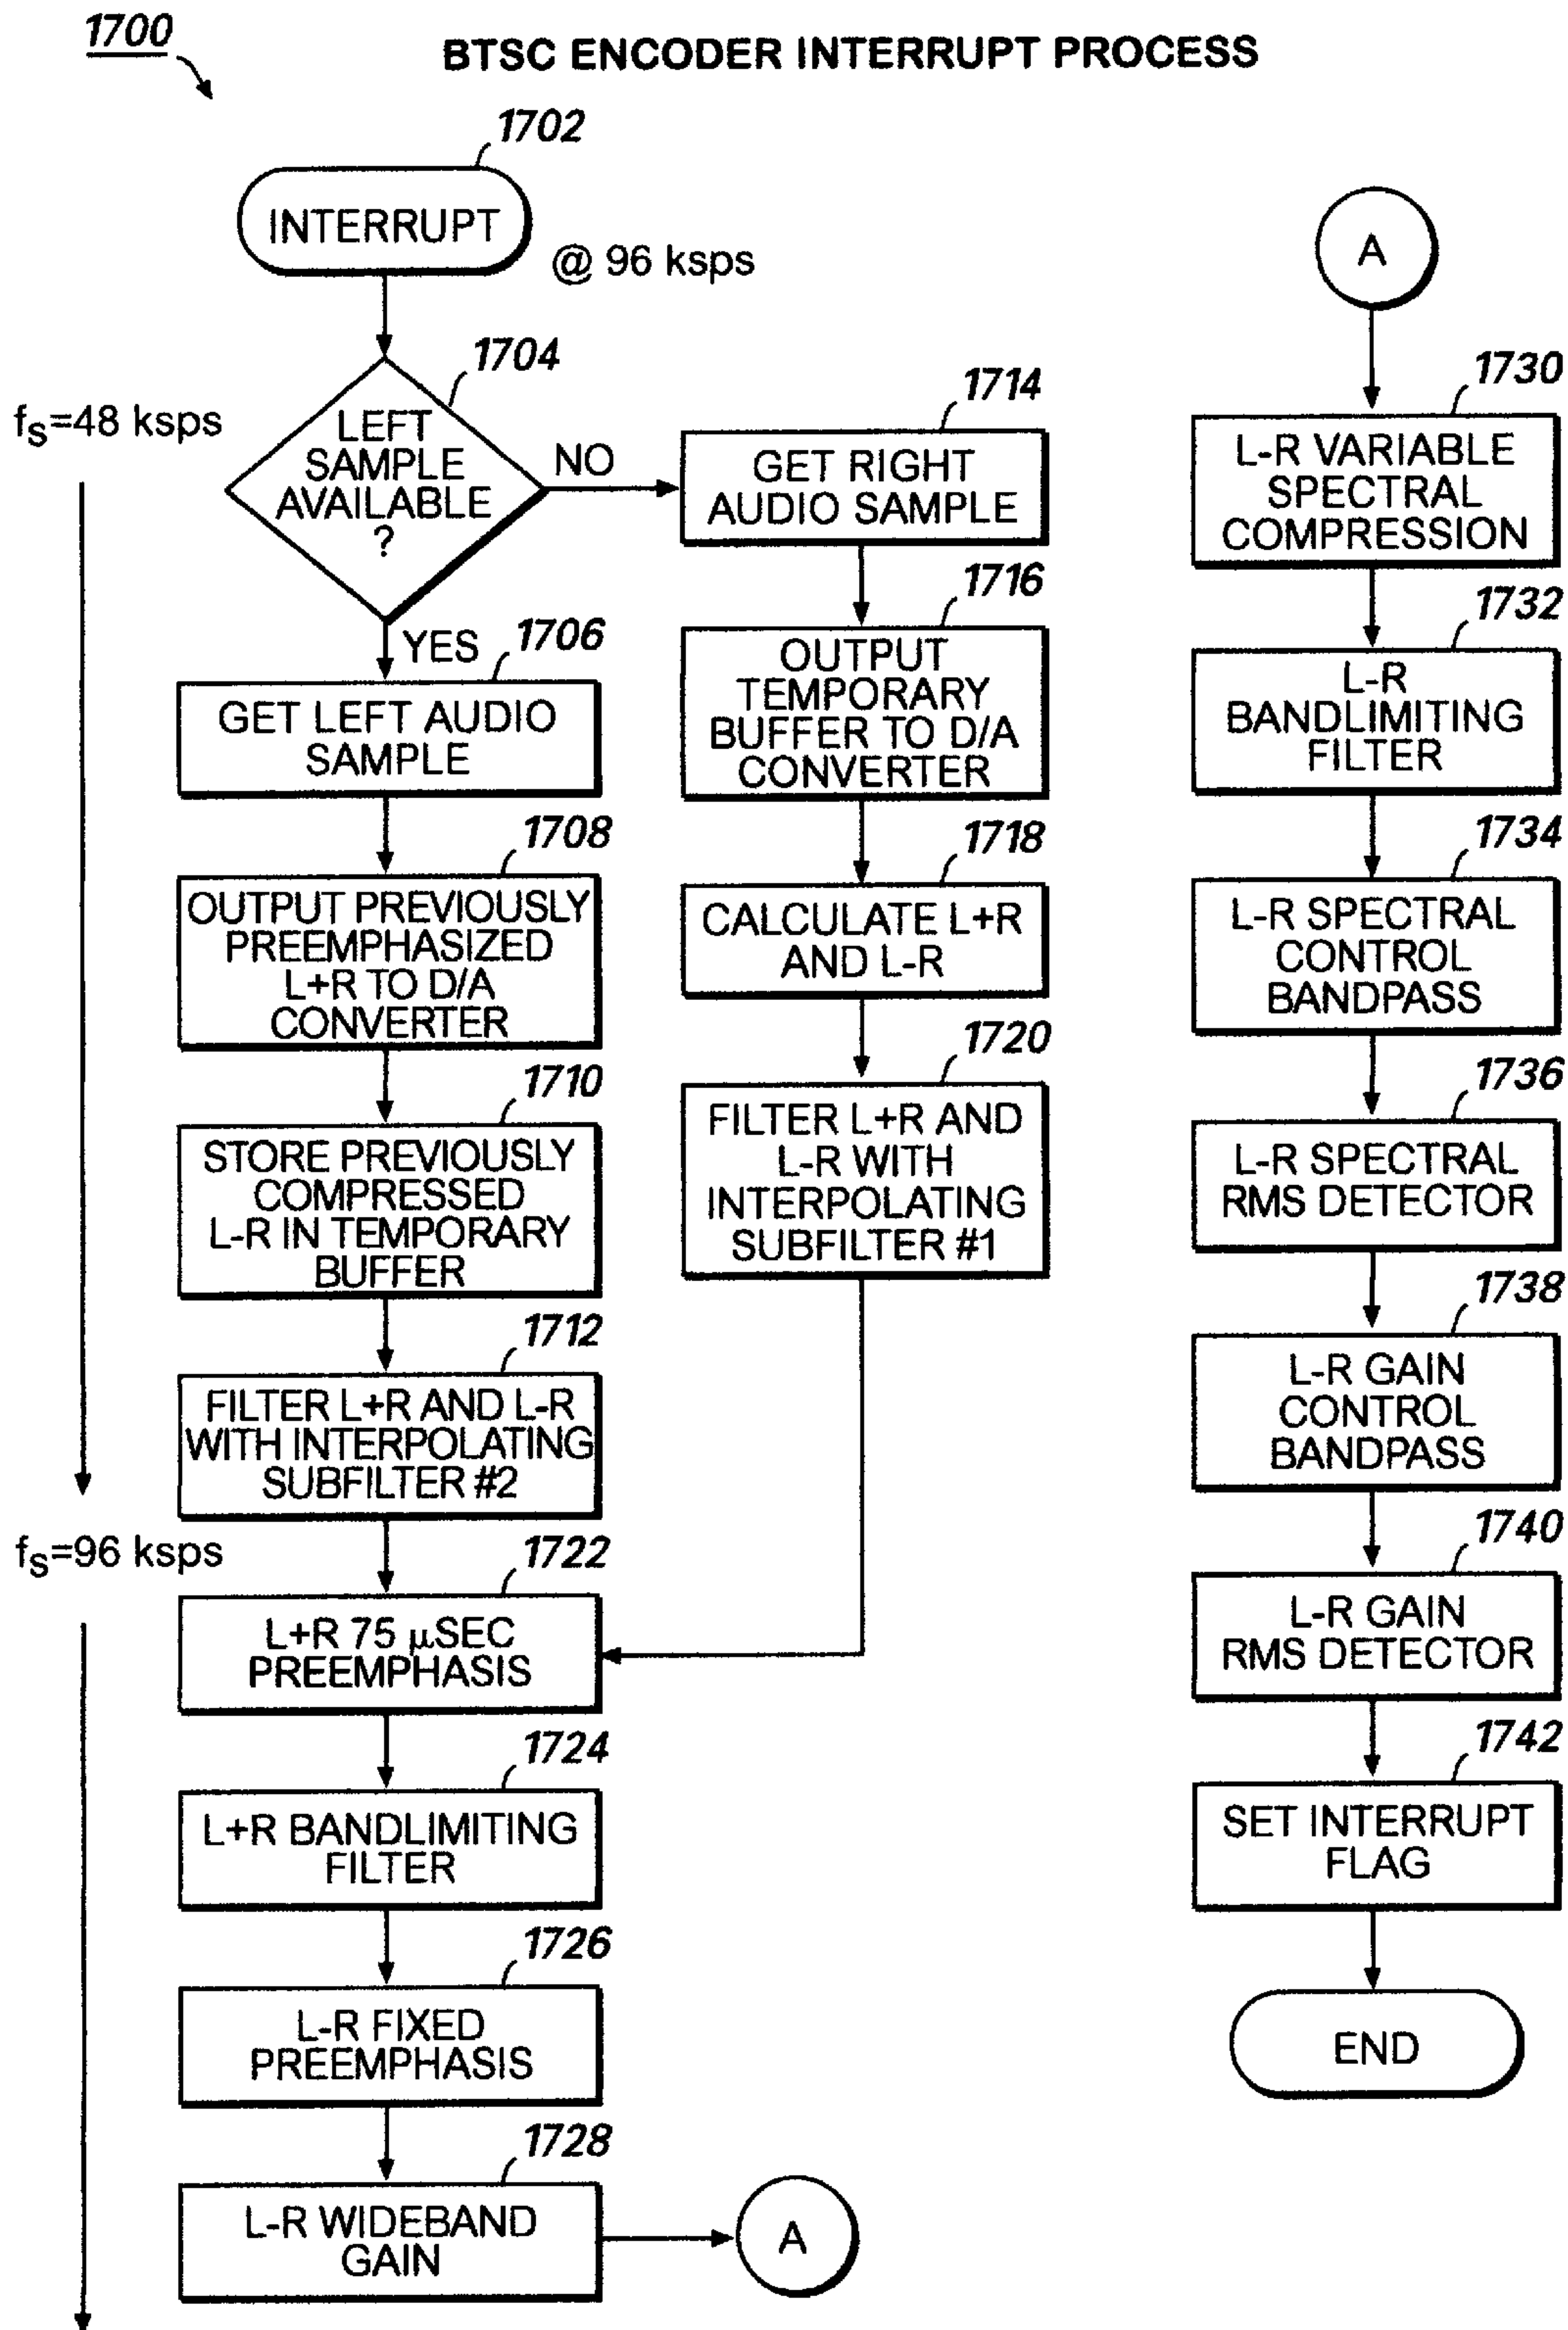 1700
BTSC ENCODER INTERRUPT PROCESS
1702
INTERRUPT
@ 96 ksps
1704
fs=48 ksps
LEFT
SAMPLE
AVAILABLE
?
NO
YES
1706
GET LEFT AUDIO
SAMPLE
1708
OUTPUT PREVIOUSLY
PREEMPHASIZED
L+R TO D/A
CONVERTER
1710
STORE PREVIOUSLY
COMPRESSED
L-R IN TEMPORARY
BUFFER
1712
FILTER L+R AND L-R
WITH INTERPOLATING
SUBFILTER #2
1714
GET RIGHT
AUDIO SAMPLE
1716
OUTPUT
TEMPORARY
BUFFER TO D/A
CONVERTER
1718
CALCULATE L+R
AND L-R
1720
FILTER L+R AND
L-R WITH
INTERPOLATING
SUBFILTER #1
fs=96 ksps
1722
L+R 75 µSEC
PREEMPHASIS
1724
L+R BANDLIMITING
FILTER
1726
L-R FIXED
PREEMPHASIS
1728
L-R WIDEBAND
GAIN
A
A
1730
L-R VARIABLE
SPECTRAL
COMPRESSION
1732
L-R
BANDLIMITING
FILTER
1734
L-R SPECTRAL
CONTROL
BANDPASS
1736
L-R SPECTRAL
RMS DETECTOR
1738
L-R GAIN
CONTROL
BANDPASS
1740
L-R GAIN
RMS DETECTOR
1742
SET INTERRUPT
FLAG
END